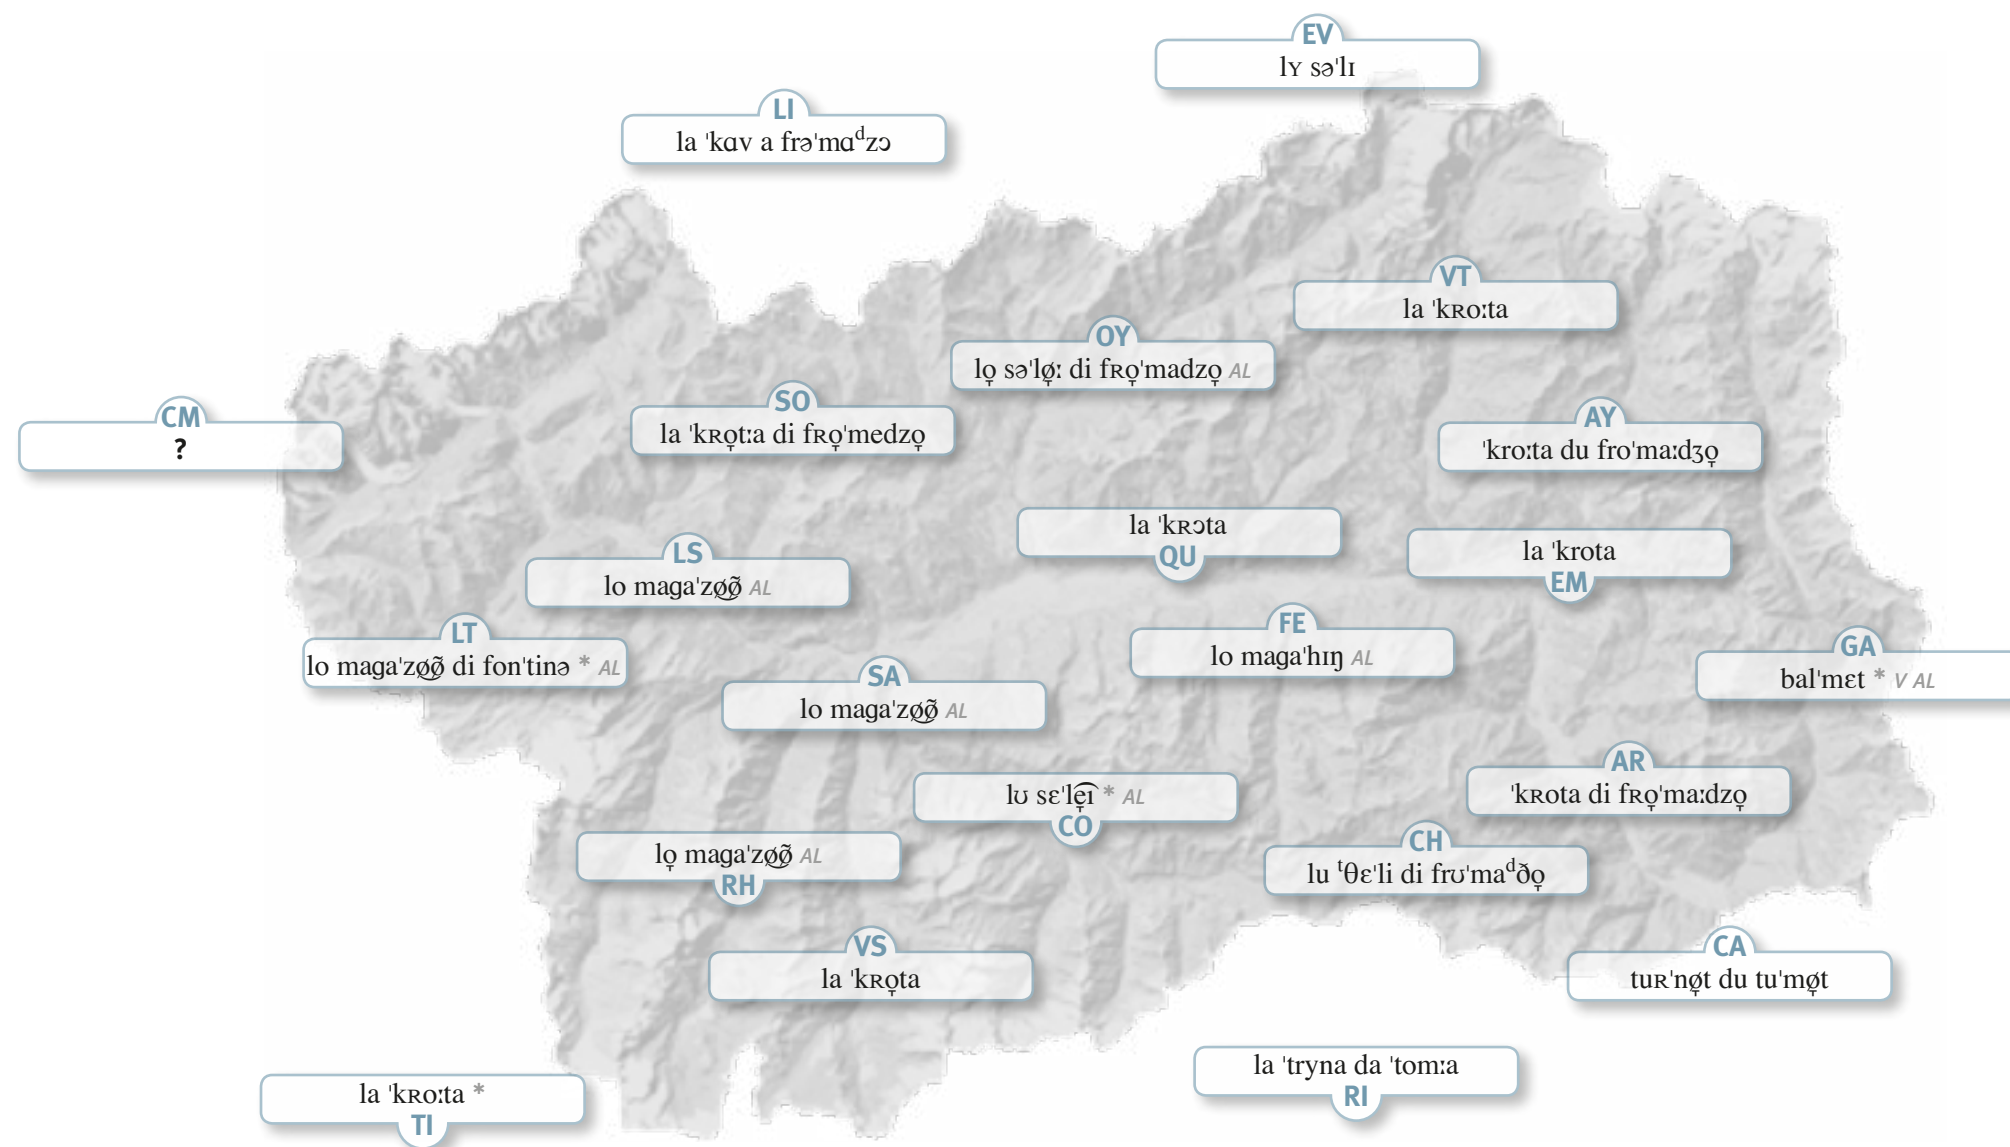 EV
lʏ sə'lɪ
LI
la 'kɑv a frə'mɑᵈzɔ
VT
la 'kʀoːta
OY
lo̞ sə'lø̞ː di fʀo̞'madzo̞ AL
SO
la 'kʀo̞tːa di fʀo̞'medzo̞
CM
?
AY
'kroːta du fro'maːdʒo̞
la 'kʀɔta
QU
la 'krota
EM
LS
lo maga'zø͜ø̃ AL
LT
lo maga'zø͜ø̃ di fon'tinə * AL
FE
lo maga'hɪŋ AL
GA
bal'mɛt * V AL
SA
lo maga'zø͜ø̃ AL
AR
'kʀota di fʀo̞'maːdzo̞
lʊ sɛ'le̞͡ɪ * AL
CO
lo̞ maga'zø͜ø̃ AL
RH
CH
lu ᵗθɛ'li di frʊ'maᵈðo̞
VS
la 'kʀo̞ta
CA
tuʀ'nø̞t du tu'mø̞t
la 'tryna da 'tomːa
RI
la 'kʀoːta *
TI